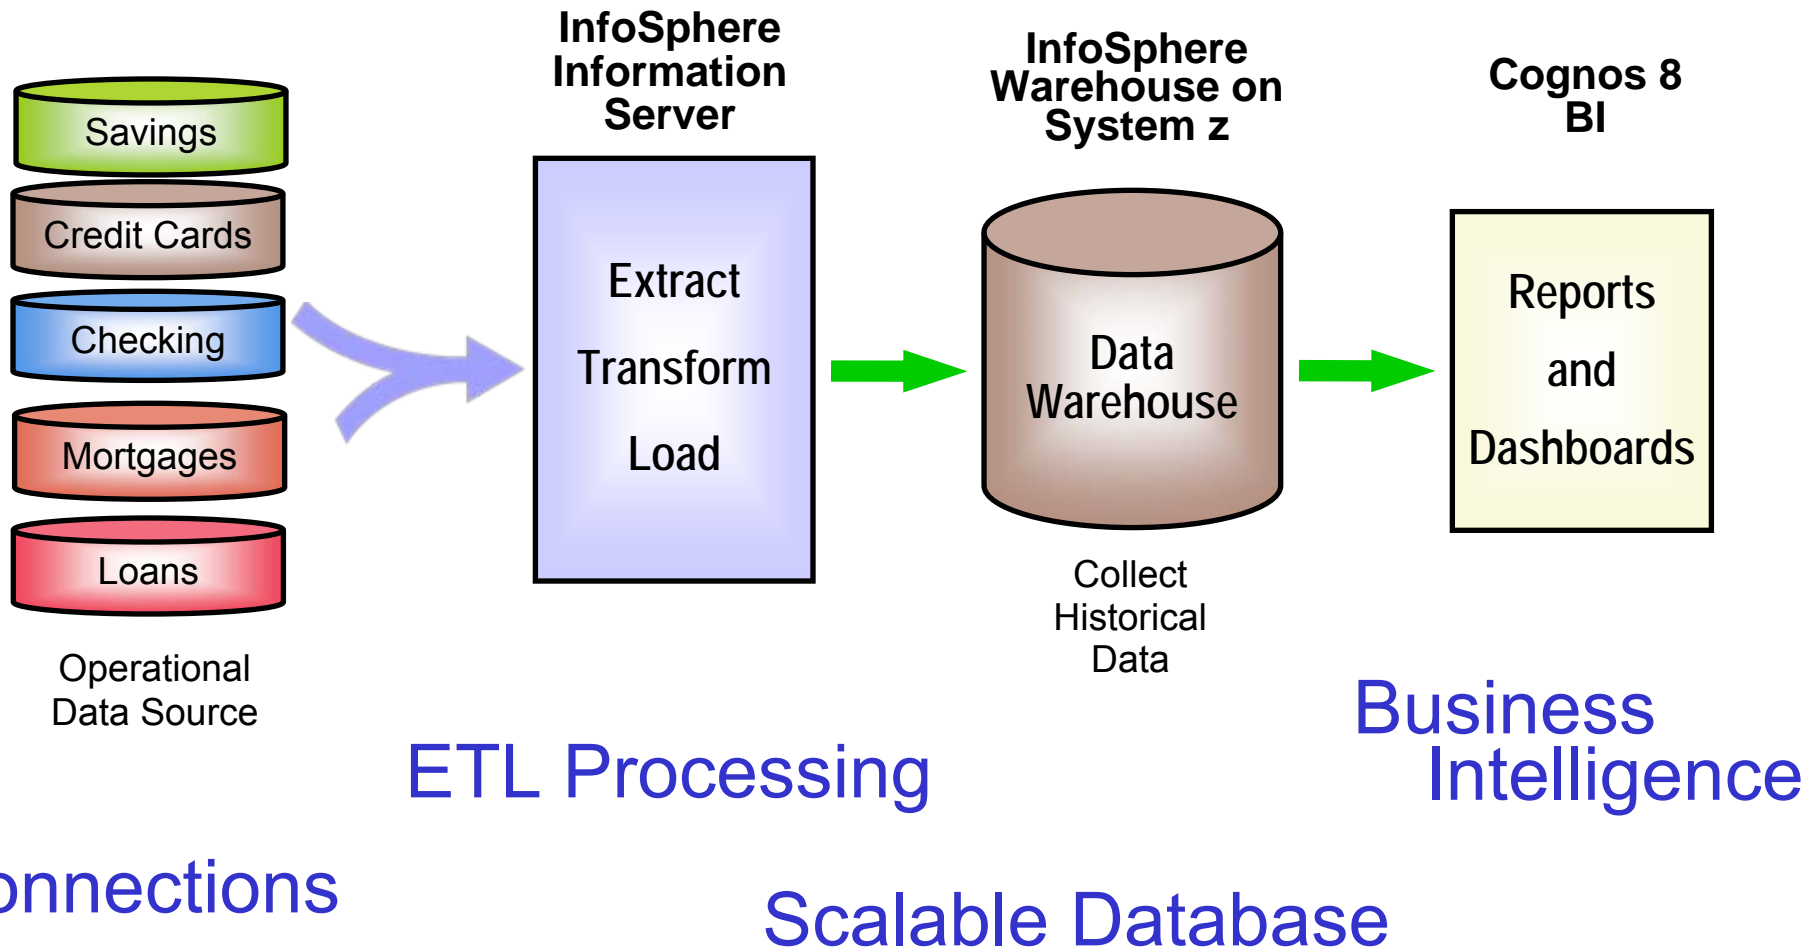 Savings
Credit Cards
Checking
Mortgages
Loans
Operational
Data Source
InfoSphere
Information
Server
Extract
Transform
Load
InfoSphere
Warehouse on
System z
Data
Warehouse
Collect
Historical
Data
Cognos 8
BI
Reports
and
Dashboards
ETL Processing
Business
Intelligence
onnections
Scalable Database